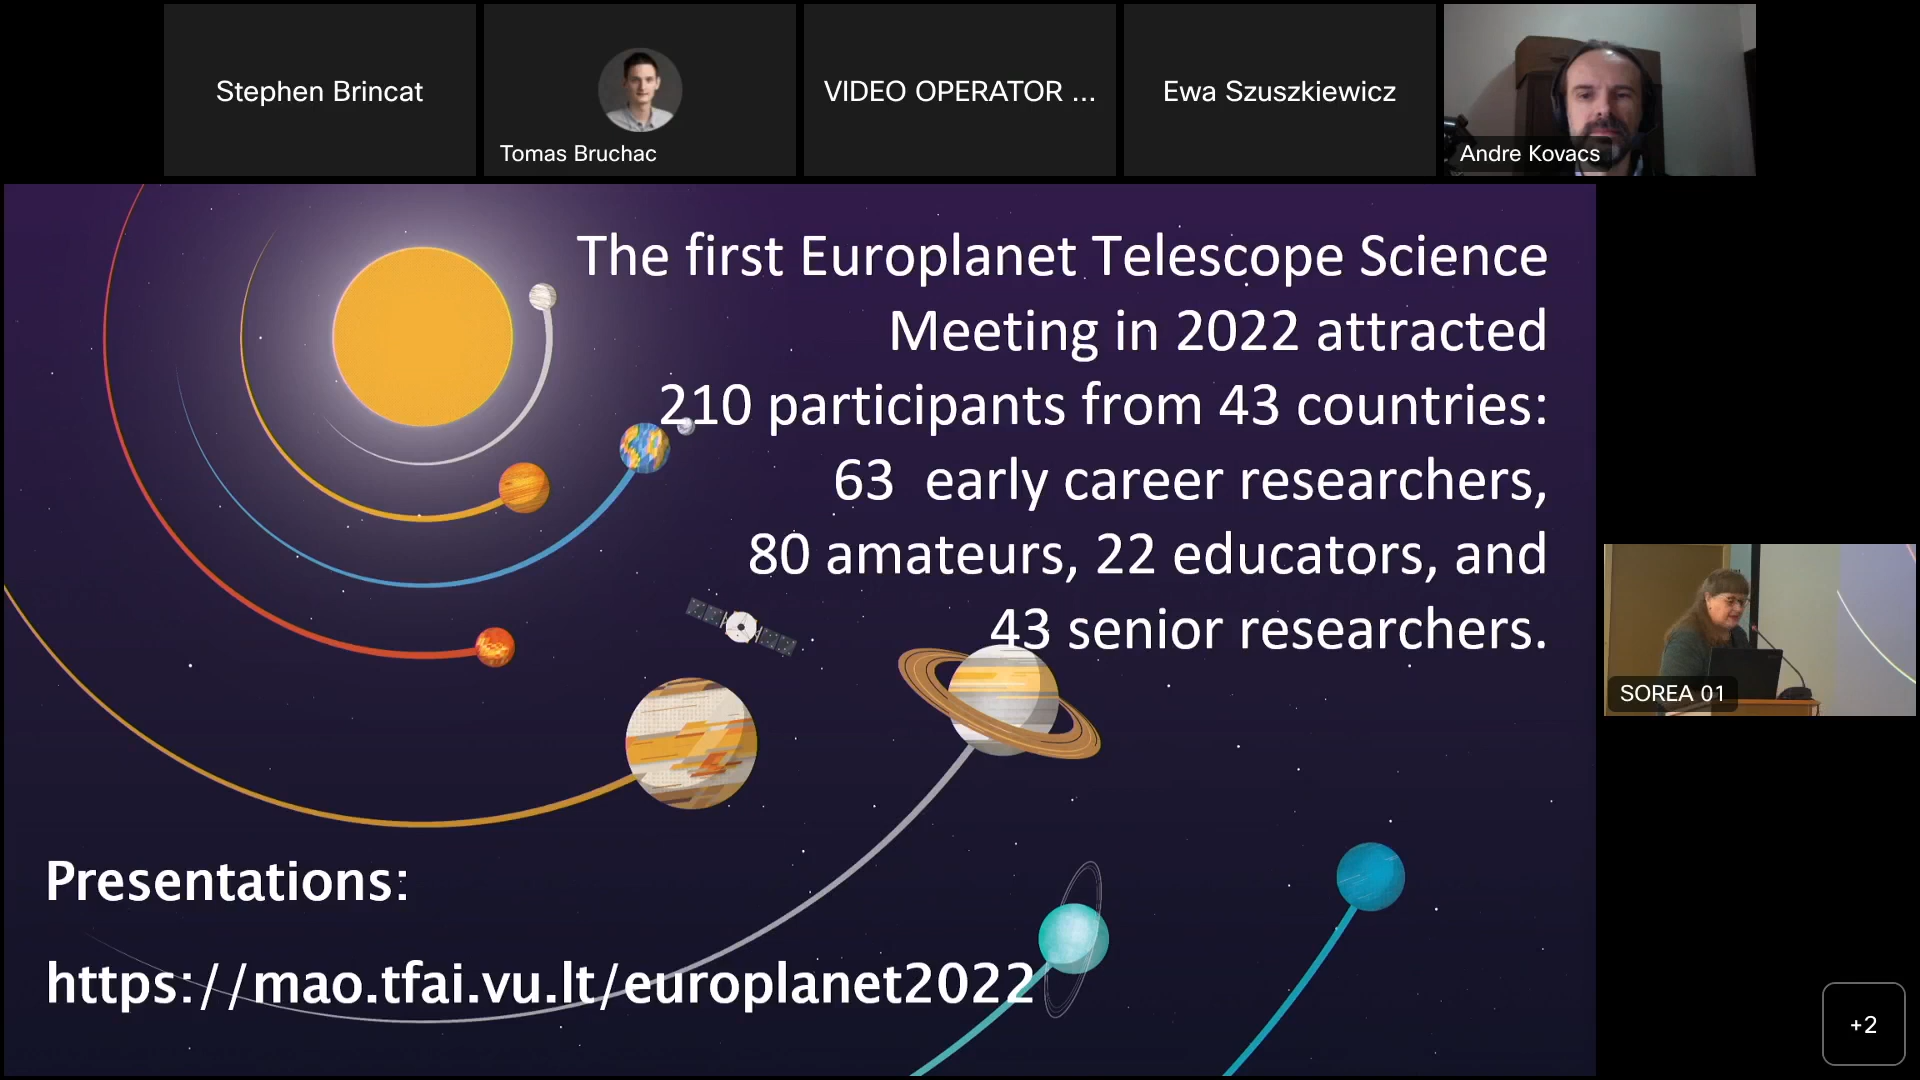 Stephen Brincat
Tomas Bruchac
VIDEO OPERATOR ...
Ewa Szuszkiewicz
Andre Kovacs
The first Europlanet Telescope Science
Meeting in 2022 attracted
210 participants from 43 countries:
63 early career researchers,
80 amateurs, 22 educators, and
43 senior researchers.
Presentations:
https://mao.tfai.vu.lt/europlanet2022
SOREA 01
+2